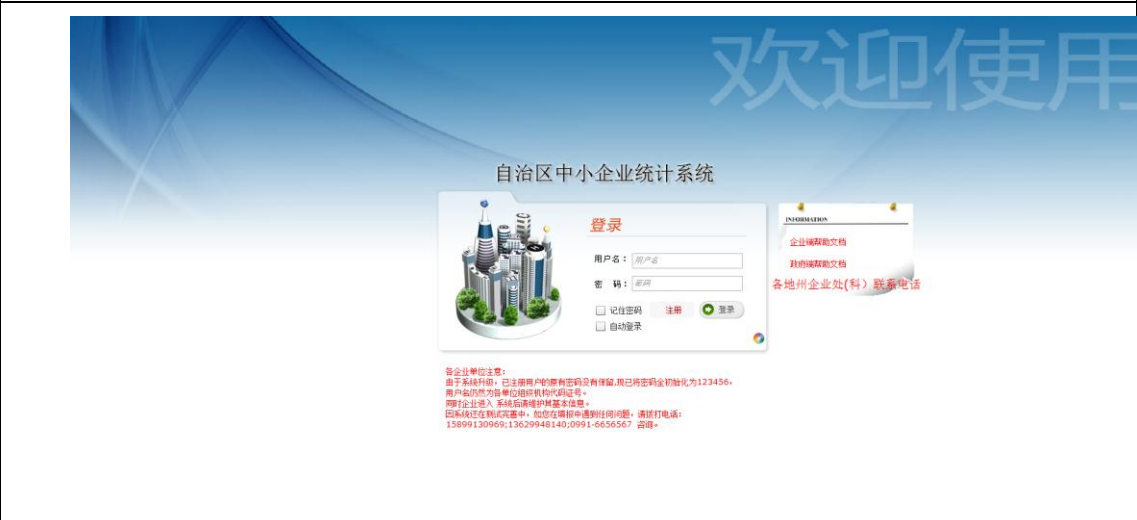 欢迎使用
自治区中小企业统计系统
登录
用户名： 用户名
密 码： 密码
记住密码 注册 登录
自动登录
INFORMATION
企业端帮助文档
政府端帮助文档
各地州企业处(科）联系电话
各企业单位注意：
由于系统升级，已注册用户的原有密码没有保留,现已将密码全初始化为123456。
用户名仍然为各单位组织机构代码证号。
同时企业进入 系统后请维护其基本信息。
因系统还在测试完善中，如您在填报中遇到任何问题，请拨打电话：
15899130969;13629948140;0991-6656567 咨询。